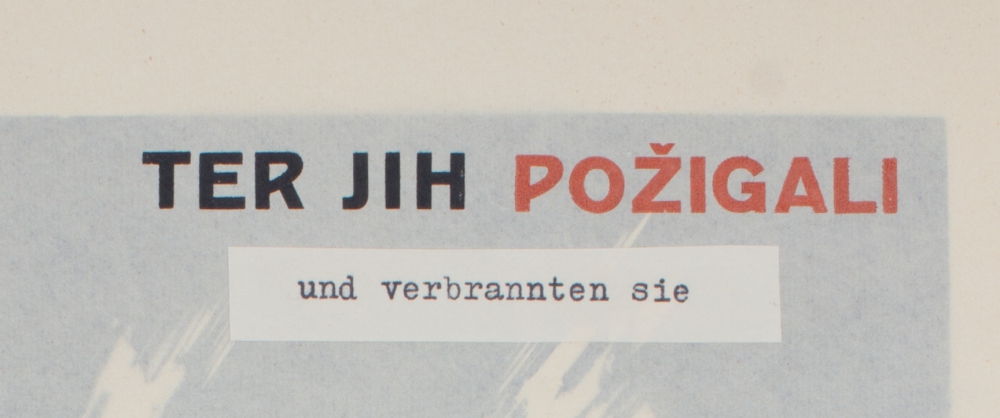 TER JIH POŽIGALI
und verbrannten sie